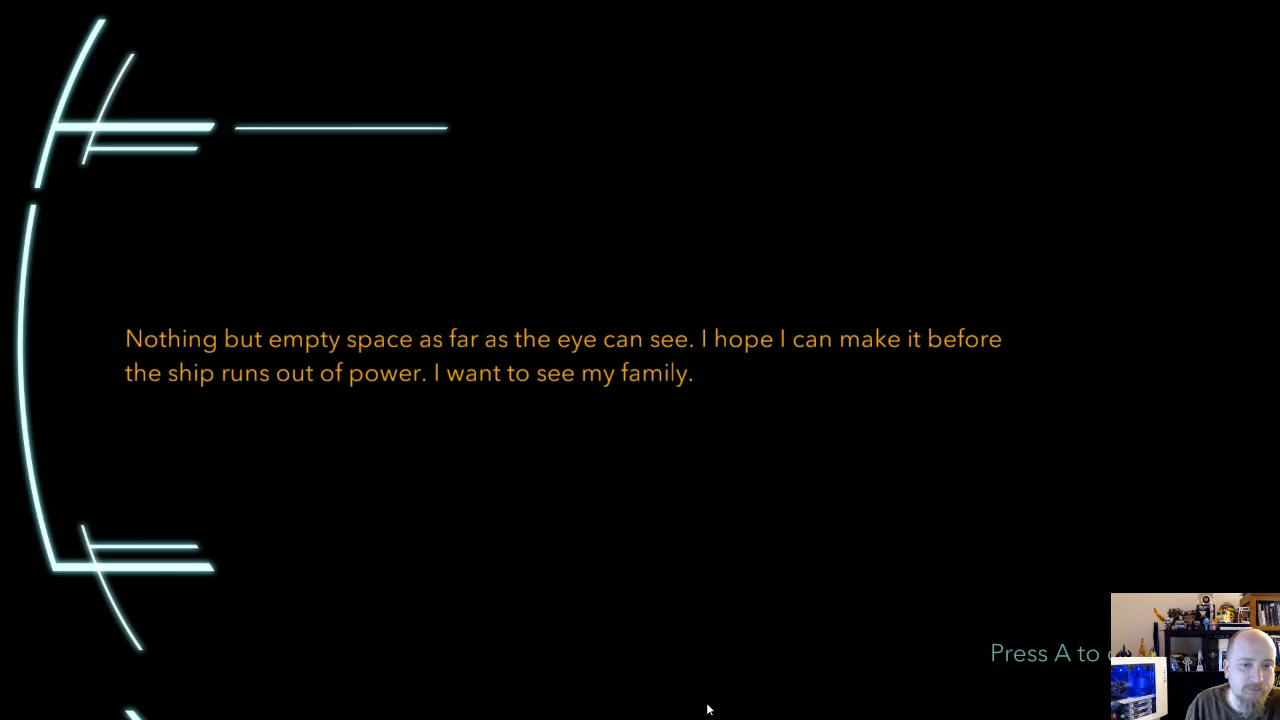 Nothing but empty space as far as the eye can see. I hope I can make it before
the ship runs out of power. I want to see my family.
Press A to